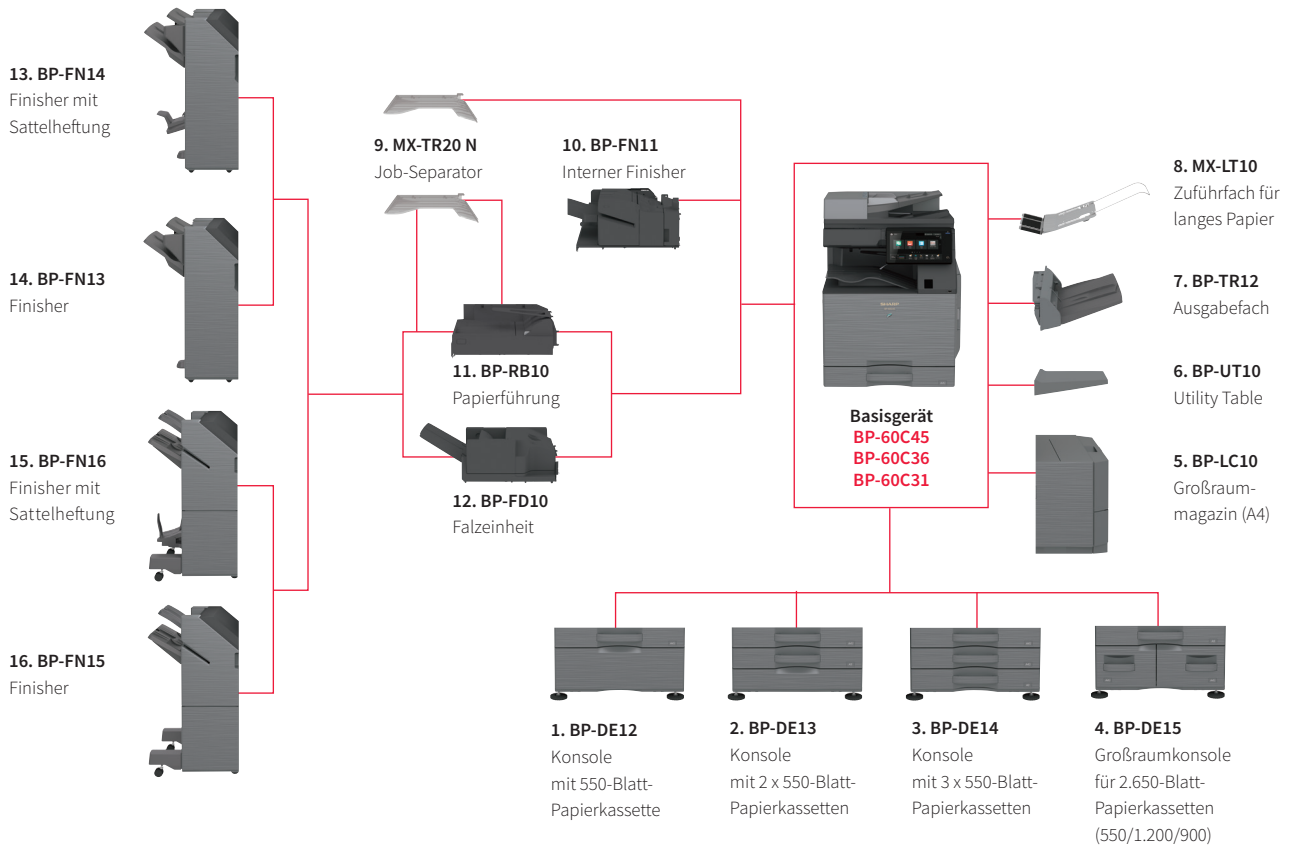 13. BP-FN14
Finisher mit
Sattelheftung
14. BP-FN13
Finisher
15. BP-FN16
Finisher mit
Sattelheftung
16. BP-FN15
Finisher
9. MX-TR20 N
Job-Separator
10. BP-FN11
Interner Finisher
11. BP-RB10
Papierführung
12. BP-FD10
Falzeinheit
SHARP
Basisgerät
BP-60C45
BP-60C36
BP-60C31
8. MX-LT10
Zuführfach für
langes Papier
7. BP-TR12
Ausgabefach
6. BP-UT10
Utility Table
5. BP-LC10
Großraum-
magazin (A4)
1. BP-DE12
Konsole
mit 550-Blatt-
Papierkassette
2. BP-DE13
Konsole
mit 2 x 550-Blatt-
Papierkassetten
3. BP-DE14
Konsole
mit 3 x 550-Blatt-
Papierkassetten
4. BP-DE15
Großraumkonsole
für 2.650-Blatt-
Papierkassetten
(550/1.200/900)